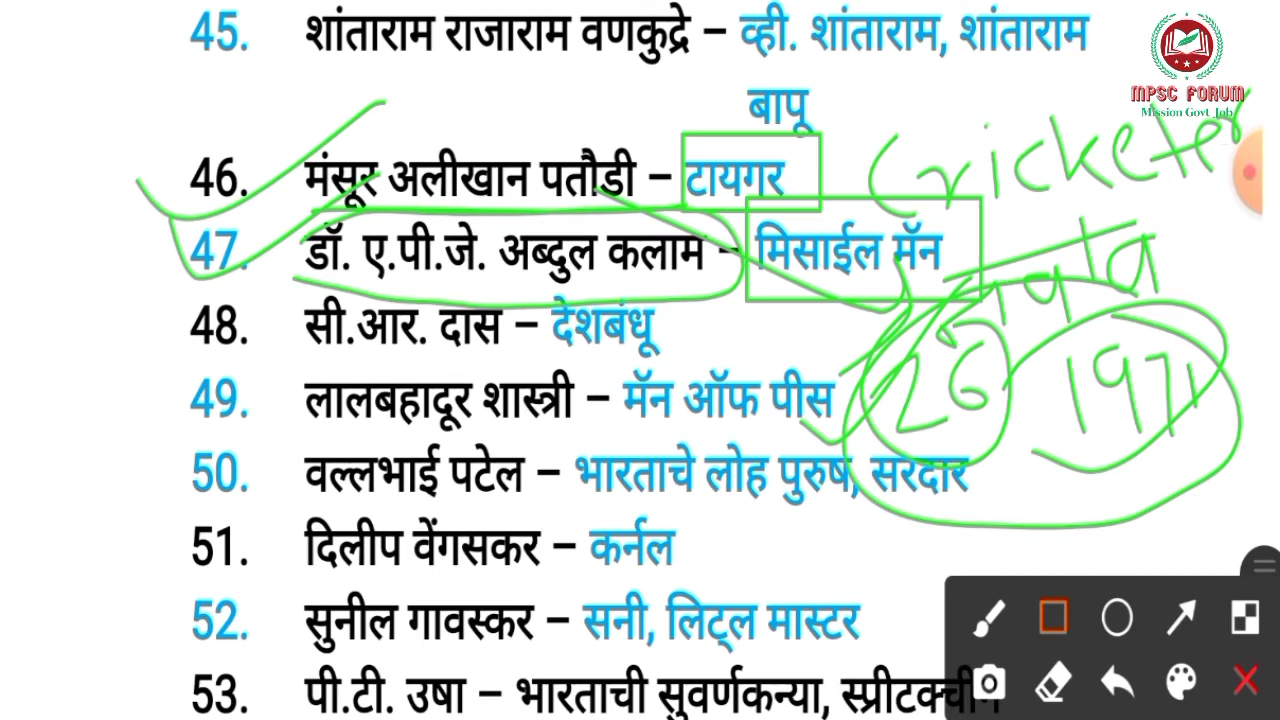 45. शांताराम राजाराम वणकुद्रे – व्ही. शांताराम, शांताराम
बापू
MPSC FORUM
Mission Govt Job
46. मंसूर अलीखान पतौडी – टायगर
Cricketer
47. डॉ. ए.पी.जे. अब्दुल कलाम – मिसाईल मॅन
48. सी.आर. दास – देशबंधू
49. लालबहादूर शास्त्री – मॅन ऑफ पीस
26 1971
50. वल्लभाई पटेल – भारताचे लोह पुरुष, सरदार
51. दिलीप वेंगसकर – कर्नल
52. सुनील गावस्कर – सनी, लिट्ल मास्टर
53. पी.टी. उषा – भारताची सुवर्णकन्या,